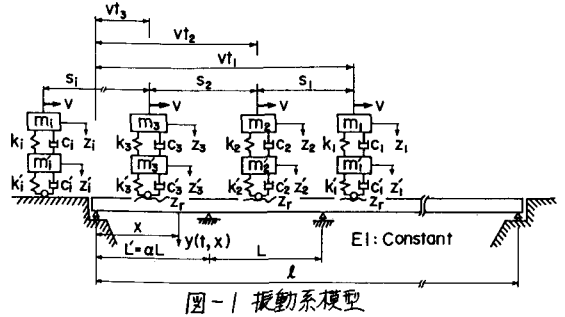 vt₃
vt₂
vt₁
Sᵢ S₂ S₁
V V V V
mᵢ m₃ m₂ m₁
kᵢ cᵢ zᵢ k₃ c₃ z₃ k₂ c₂ z₂ k₁ c₁ z₁
m'ᵢ m'₃ m'₂ m'₁
k'ᵢ c'ᵢ z'ᵢ k'₃ c'₃ z'₃ k'₂ c'₂ z'₂ k'₁ c'₁ z'₁
zr zr zr
x y(t,x) L EI: Constant
L'=αL
l
図-1 振動系模型